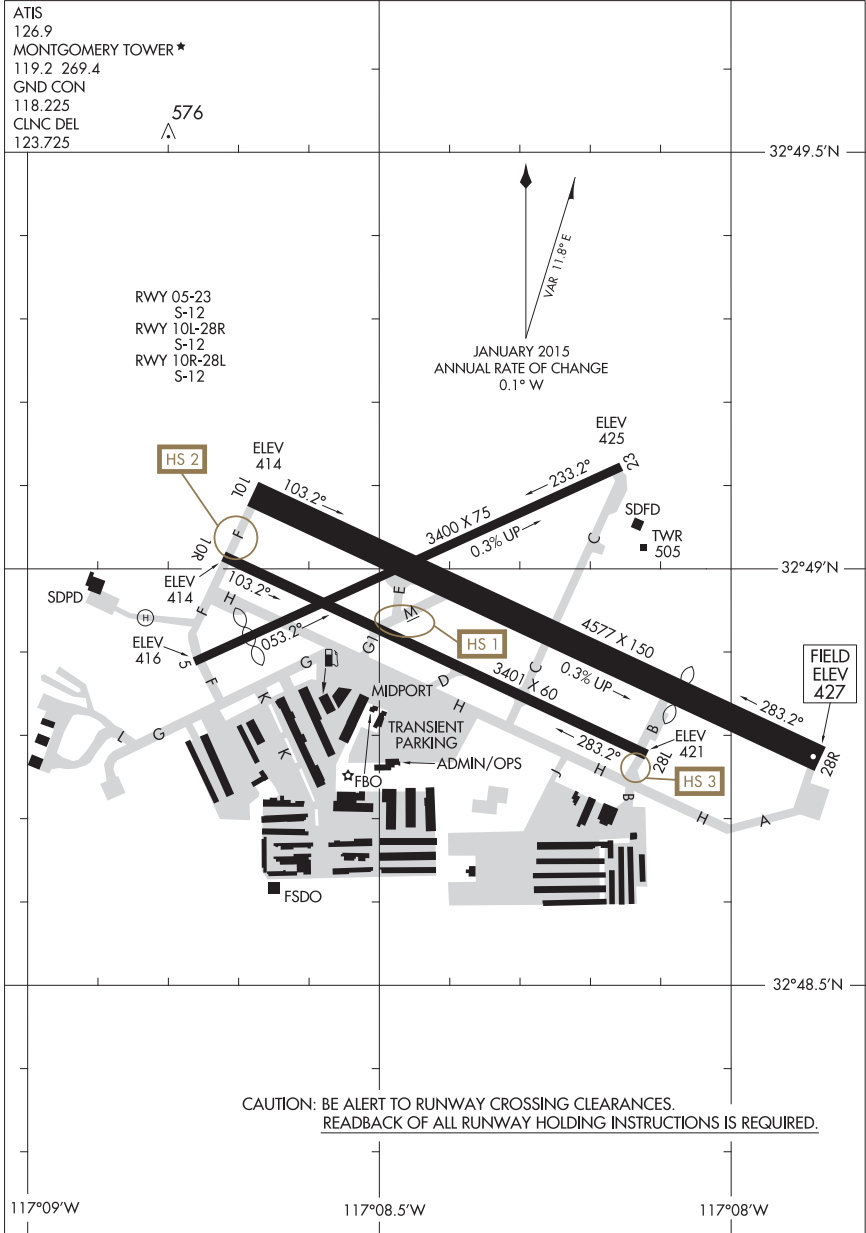 ATIS
126.9
MONTGOMERY TOWER★
119.2 269.4
GND CON
118.225
CLNC DEL
123.725
576
32°49.5'N
VAR 11.8° E
JANUARY 2015
ANNUAL RATE OF CHANGE
0.1° W
RWY 05-23
S-12
RWY 10L-28R
S-12
RWY 10R-28L
S-12
ELEV
425
23
233.2°
HS 2
ELEV
414
10L
103.2°
3400 X 75
0.3% UP
C
SDFD
TWR
505
F
10R
32°49'N
ELEV
414
103.2°
SDPD
H
F
H
E
M
053.2°
ELEV
416
5
HS 1
G1
4577 X 150
0.3% UP
3401 X 60
C
G
D
H
F
K
MIDPORT
FIELD
ELEV
427
283.2°
B
L
G
K
TRANSIENT
PARKING
283.2°
ELEV
421
28L
28R
ADMIN/OPS
FBO
J
H
HS 3
B
H
A
FSDO
32°48.5'N
CAUTION: BE ALERT TO RUNWAY CROSSING CLEARANCES.
READBACK OF ALL RUNWAY HOLDING INSTRUCTIONS IS REQUIRED.
117°09'W
117°08.5'W
117°08'W